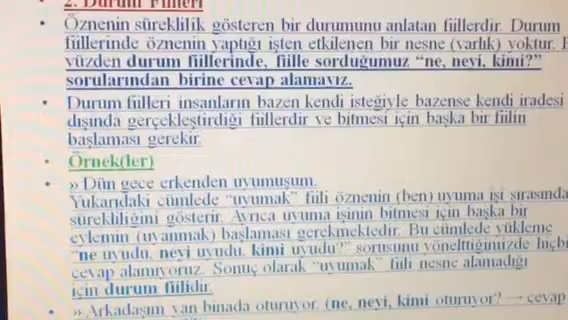 2. Durum Fiilleri
Öznenin süreklilik gösteren bir durumunu anlatan fiillerdir. Durum
fiillerinde öznenin yaptığı işten etkilenen bir nesne (varlık) yoktur.
yüzden durum fiillerinde, fiille sorduğumuz "ne, neyi, kimi?"
sorularından birine cevap alamayız.
Durum fiilleri insanların bazen kendi isteğiyle bazense kendi iradesi
dışında gerçekleştirdiği fiillerdir ve bitmesi için başka bir fiilin
başlaması gerekir.
Örnek(ler)
» Dün gece erkenden uyumuşum.
Yukarıdaki cümlede "uyumak" fiili öznenin (ben) uyuma işi sırasında
sürekliliğini gösterir. Ayrıca uyuma işinin bitmesi için başka bir
eylemin (uyanmak) başlaması gerekmektedir. Bu cümlede yükleme
"ne uyudu, neyi uyudu, kimi uyudu?" sorusunu yönelttiğimizde hiçbi
cevap alamıyoruz. Sonuç olarak "uyumak" fiili nesne alamadığı
için durum fiilidir.
» Arkadaşım yan binada oturuyor. (ne, neyi, kimi oturuyor? → cevap